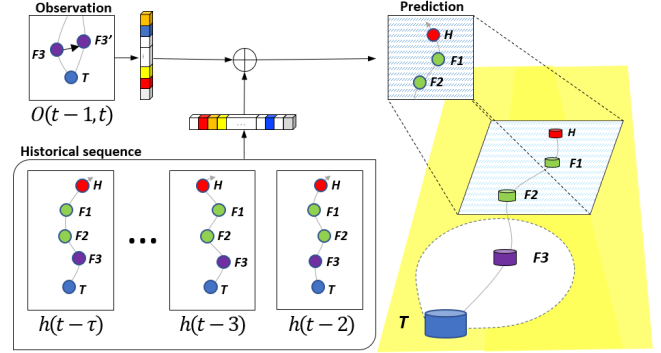 Observation
F3
F3'
T
O(t − 1, t)
...
Prediction
H
F1
F2
Historical sequence
H
F1
F2
F3
T
h(t − τ)
...
H
F1
F2
F3
T
h(t − 3)
H
F1
F2
F3
T
h(t − 2)
H
F1
F2
F3
T